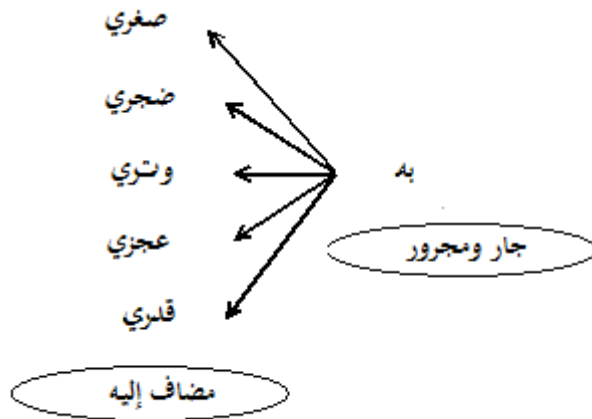 صغري
ضجري
به
وتري
عجزي
جار ومجرور
قدري
مضاف إليه